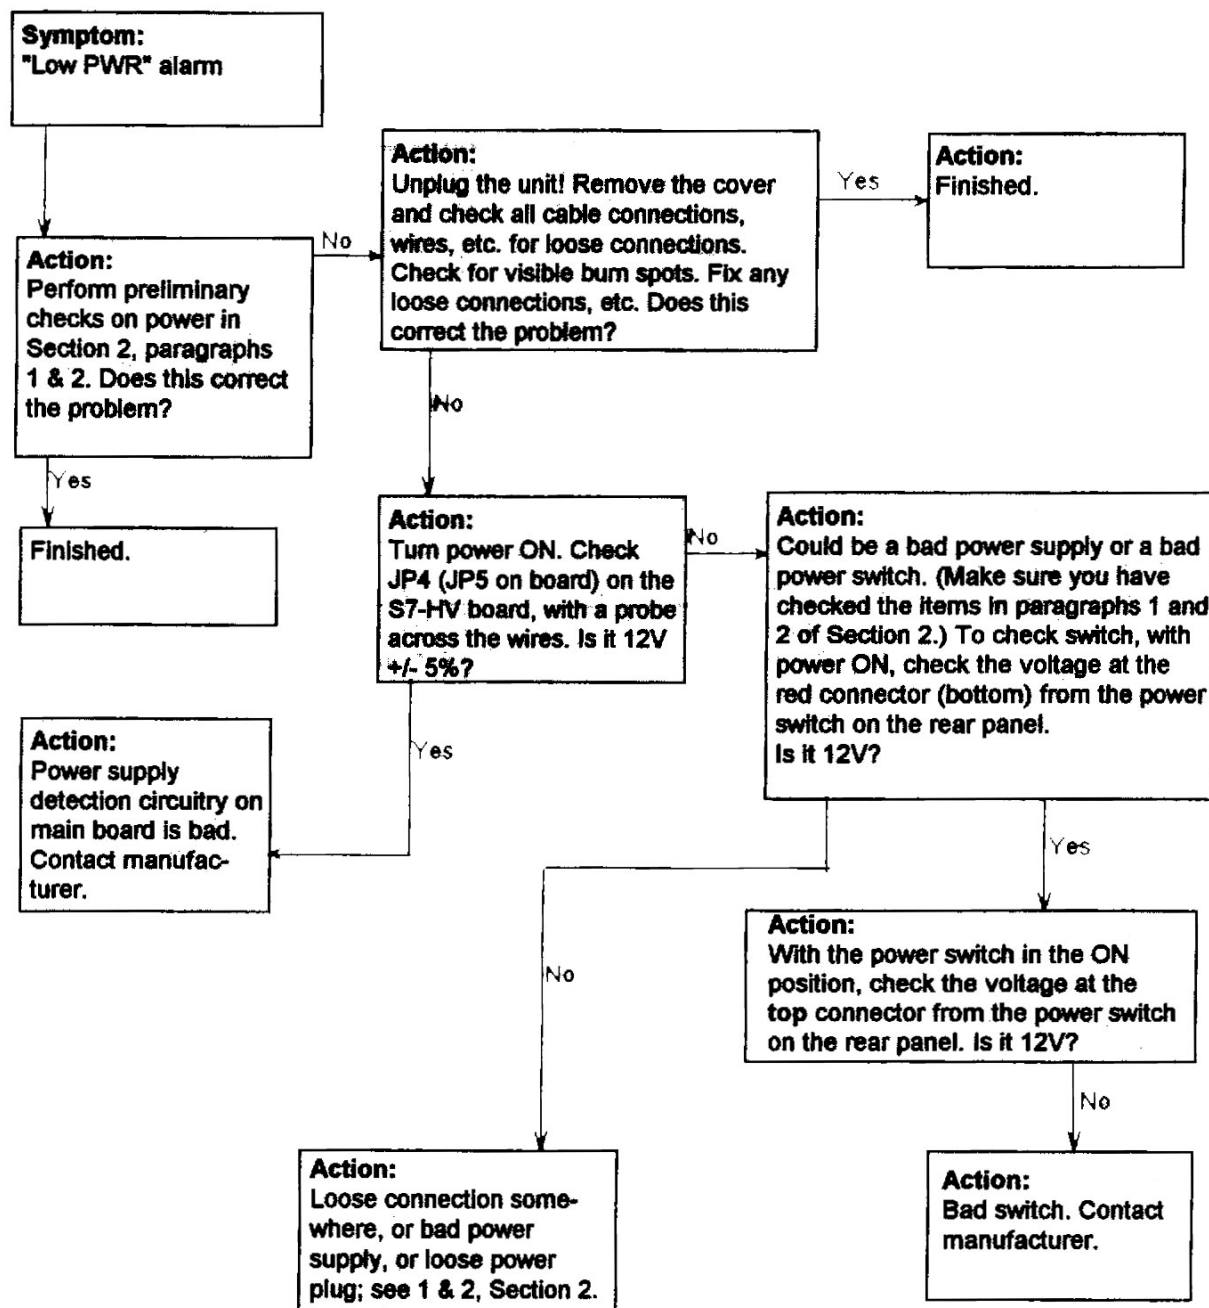 Symptom:
"Low PWR" alarm
Action:
Perform preliminary
checks on power in
Section 2, paragraphs
1 & 2. Does this correct
the problem?
No
Yes
Finished.
Action:
Unplug the unit! Remove the cover
and check all cable connections,
wires, etc. for loose connections.
Check for visible burn spots. Fix any
loose connections, etc. Does this
correct the problem?
Yes
Action:
Finished.
No
Action:
Turn power ON. Check
JP4 (JP5 on board) on the
S7-HV board, with a probe
across the wires. Is it 12V
+/- 5%?
No
Yes
Action:
Power supply
detection circuitry on
main board is bad.
Contact manufac-
turer.
Action:
Could be a bad power supply or a bad
power switch. (Make sure you have
checked the items in paragraphs 1 and
2 of Section 2.) To check switch, with
power ON, check the voltage at the
red connector (bottom) from the power
switch on the rear panel.
Is it 12V?
No
Yes
Action:
With the power switch in the ON
position, check the voltage at the
top connector from the power switch
on the rear panel. Is it 12V?
No
Action:
Loose connection some-
where, or bad power
supply, or loose power
plug; see 1 & 2, Section 2.
Action:
Bad switch. Contact
manufacturer.